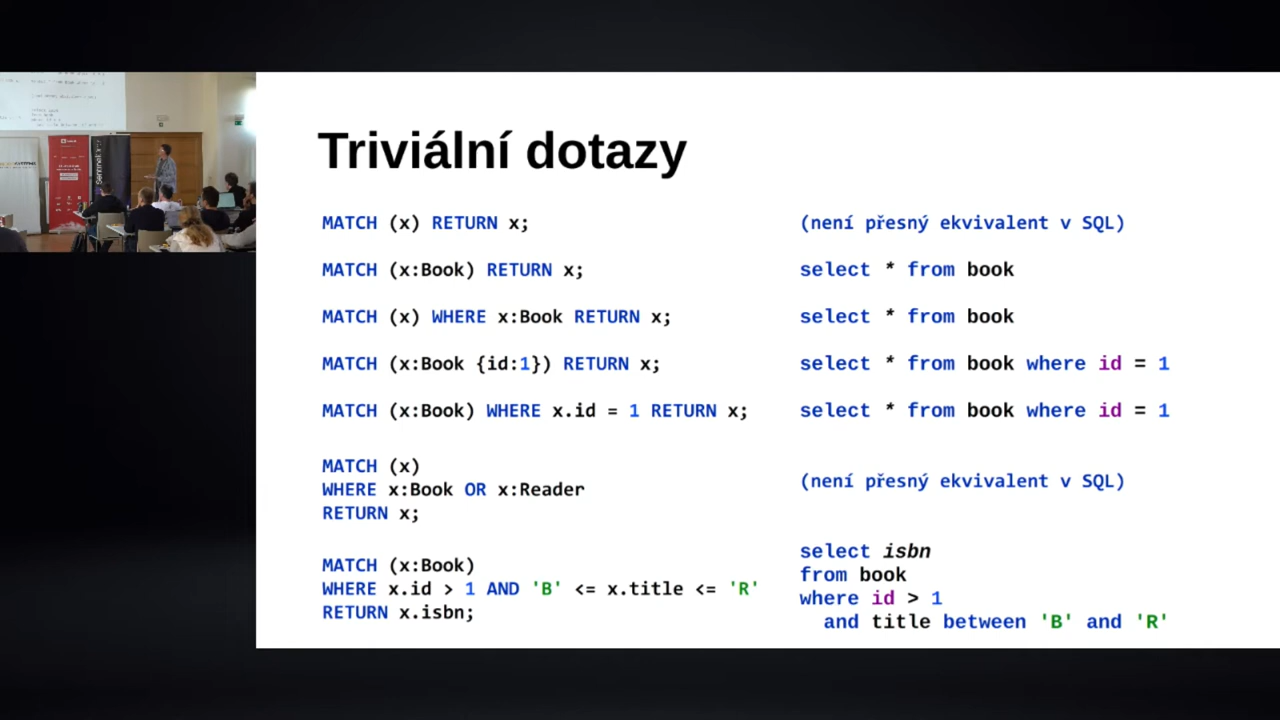 Triviální dotazy
MATCH (x) RETURN x;
(není přesný ekvivalent v SQL)
MATCH (x:Book) RETURN x;
select * from book
MATCH (x) WHERE x:Book RETURN x;
select * from book
MATCH (x:Book {id:1}) RETURN x;
select * from book where id = 1
MATCH (x:Book) WHERE x.id = 1 RETURN x;
select * from book where id = 1
MATCH (x)
WHERE x:Book OR x:Reader
RETURN x;
(není přesný ekvivalent v SQL)
MATCH (x:Book)
WHERE x.id > 1 AND 'B' <= x.title <= 'R'
RETURN x.isbn;
select isbn
from book
where id > 1
and title between 'B' and 'R'